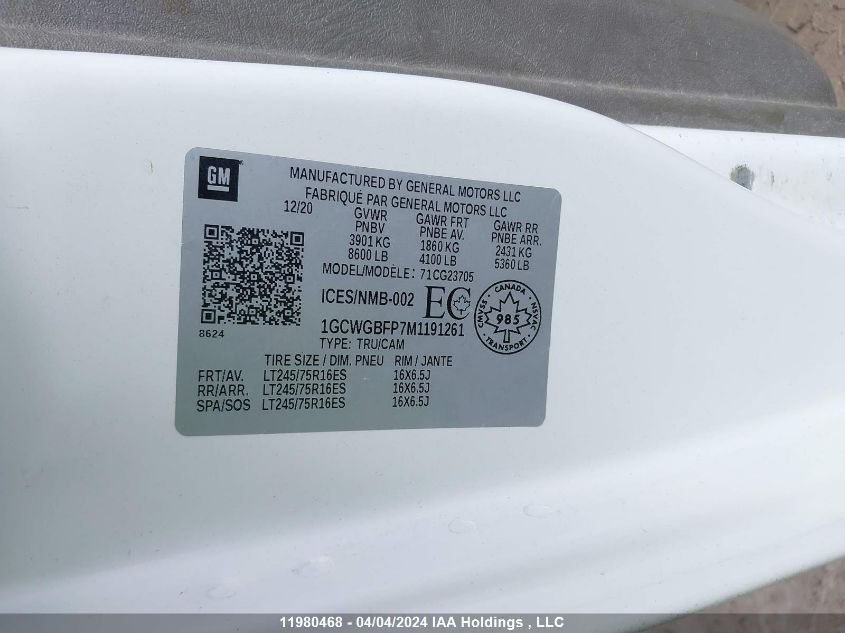 GM
MANUFACTURED BY GENERAL MOTORS LLC
FABRIQUÉ PAR GENERAL MOTORS LLC
12/20 GVWR GAWR FRT GAWR RR
PNBV PNBE AV. PNBE ARR.
3901 KG 1860 KG 2431 KG
8600 LB 4100 LB 5360 LB
MODEL/MODÈLE: 71CG23705
ICES/NMB-002 EC
CANADA
CMVSS 985 NSVAC
TRANSPORT
1GCWGBFP7M1191261
8624
TYPE: TRU/CAM
TIRE SIZE / DIM. PNEU RIM / JANTE
FRT/AV. LT245/75R16ES 16X6.5J
RR/ARR. LT245/75R16ES 16X6.5J
SPA/SOS LT245/75R16ES 16X6.5J
11980468 - 04/04/2024 IAA Holdings , LLC